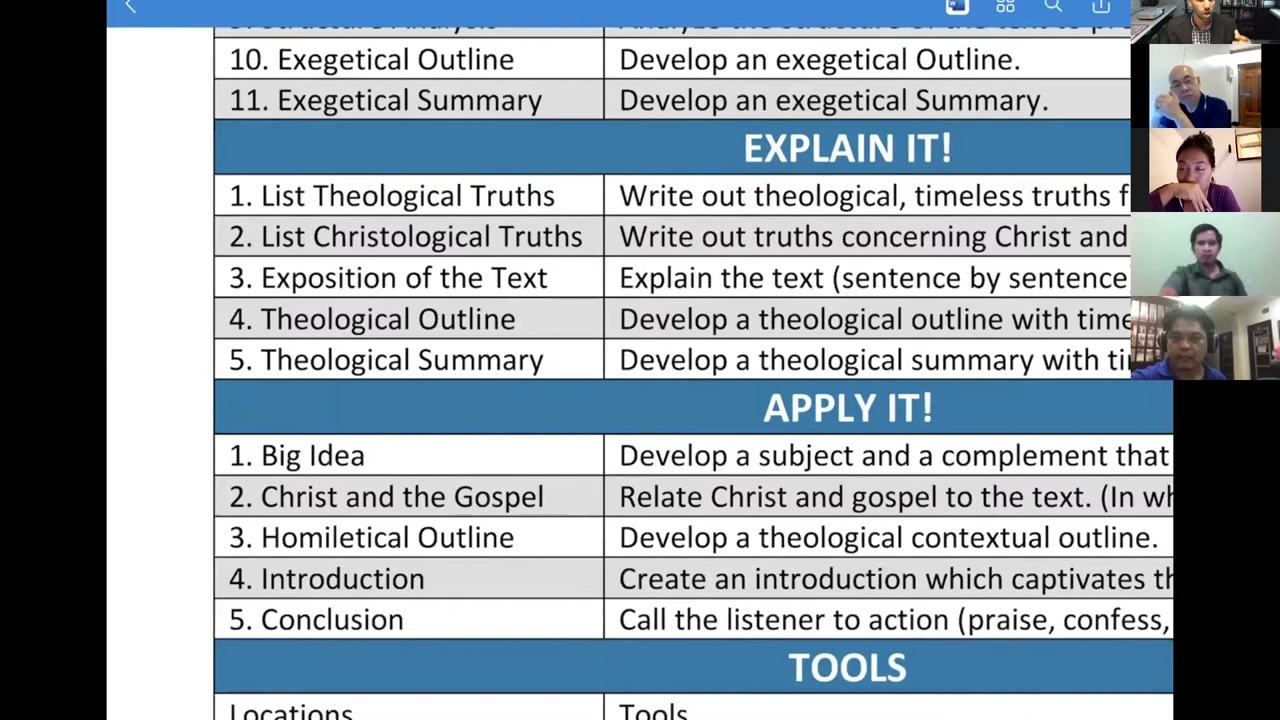 10. Exegetical Outline Develop an exegetical Outline.
11. Exegetical Summary Develop an exegetical Summary.
EXPLAIN IT!
1. List Theological Truths Write out theological, timeless truths f
2. List Christological Truths Write out truths concerning Christ and
3. Exposition of the Text Explain the text (sentence by sentence
4. Theological Outline Develop a theological outline with time
5. Theological Summary Develop a theological summary with ti
APPLY IT!
1. Big Idea Develop a subject and a complement that
2. Christ and the Gospel Relate Christ and gospel to the text. (In wh
3. Homiletical Outline Develop a theological contextual outline.
4. Introduction Create an introduction which captivates th
5. Conclusion Call the listener to action (praise, confess,
TOOLS
Locations Tools